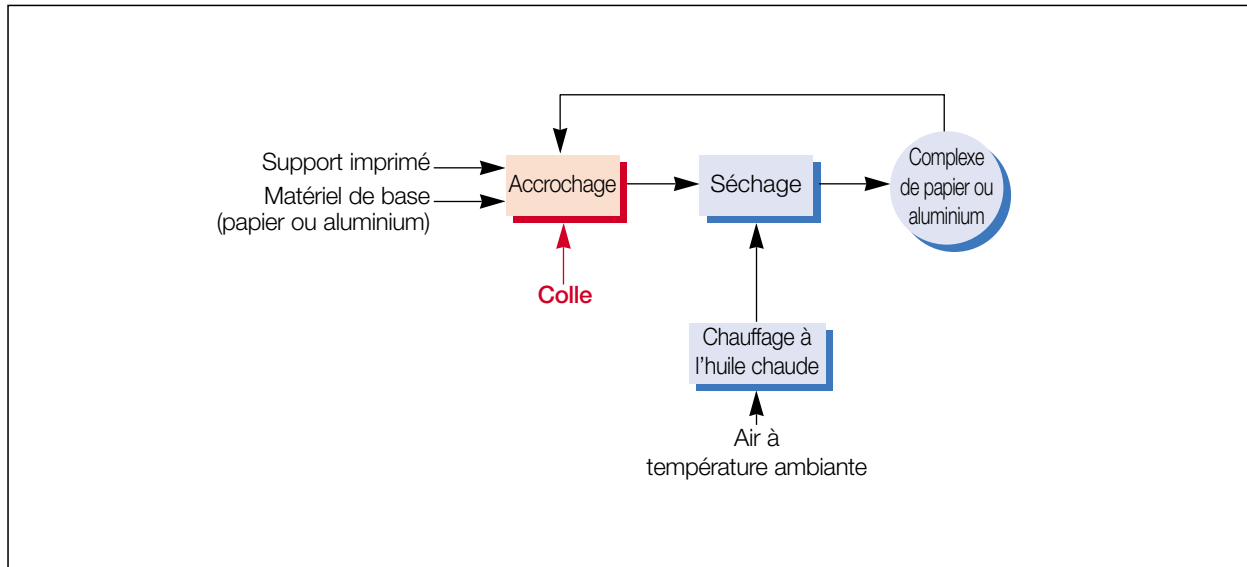 Support imprimé
Matériel de base
(papier ou aluminium)
Accrochage
Colle
Séchage
Complexe
de papier ou
aluminium
Chauffage à
l'huile chaude
Air à
température ambiante